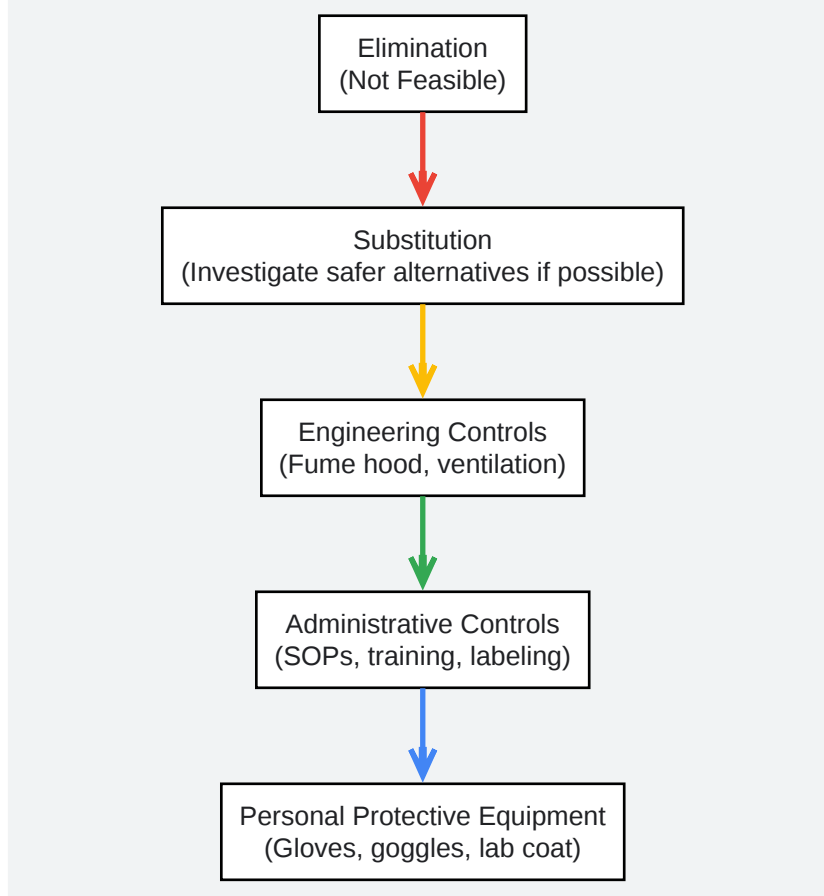 Elimination
(Not Feasible)
Substitution
(Investigate safer alternatives if possible)
Engineering Controls
(Fume hood, ventilation)
Administrative Controls
(SOPs, training, labeling)
Personal Protective Equipment
(Gloves, goggles, lab coat)